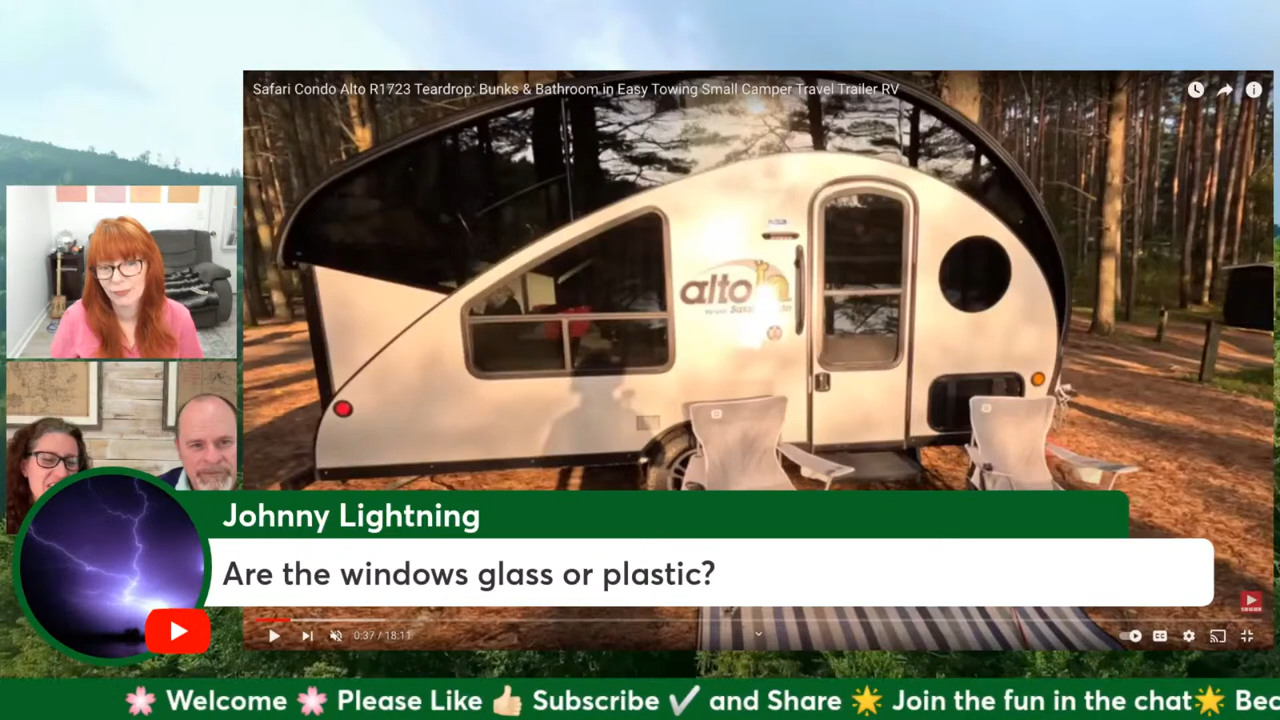 Safari Condo Alto R1723 Teardrop: Bunks & Bathroom in Easy Towing Small Camper Travel Trailer RV
alto
Johnny Lightning
Are the windows glass or plastic?
0:37 / 18:11
CC
🌸 Welcome 🌸 Please Like 👍🏻 Subscribe ✔️ and Share 🌟 Join the fun in the chat🌟 Bec